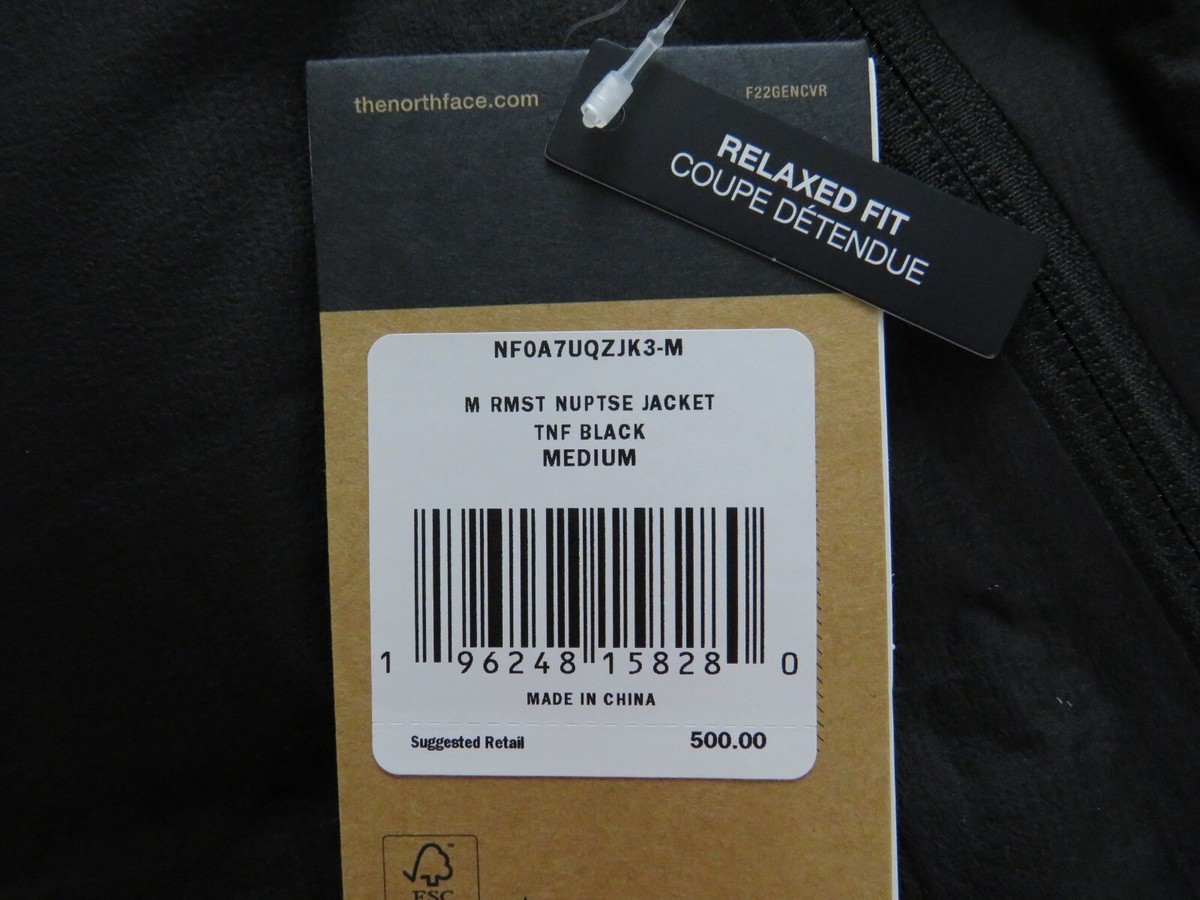 thenorthface.com
F22GENCVR
RELAXED FIT
COUPE DÉTENDUE
NF0A7UQZJK3-M
M RMST NUPTSE JACKET
TNF BLACK
MEDIUM
1 96248 15828 0
MADE IN CHINA
Suggested Retail 500.00
FSC